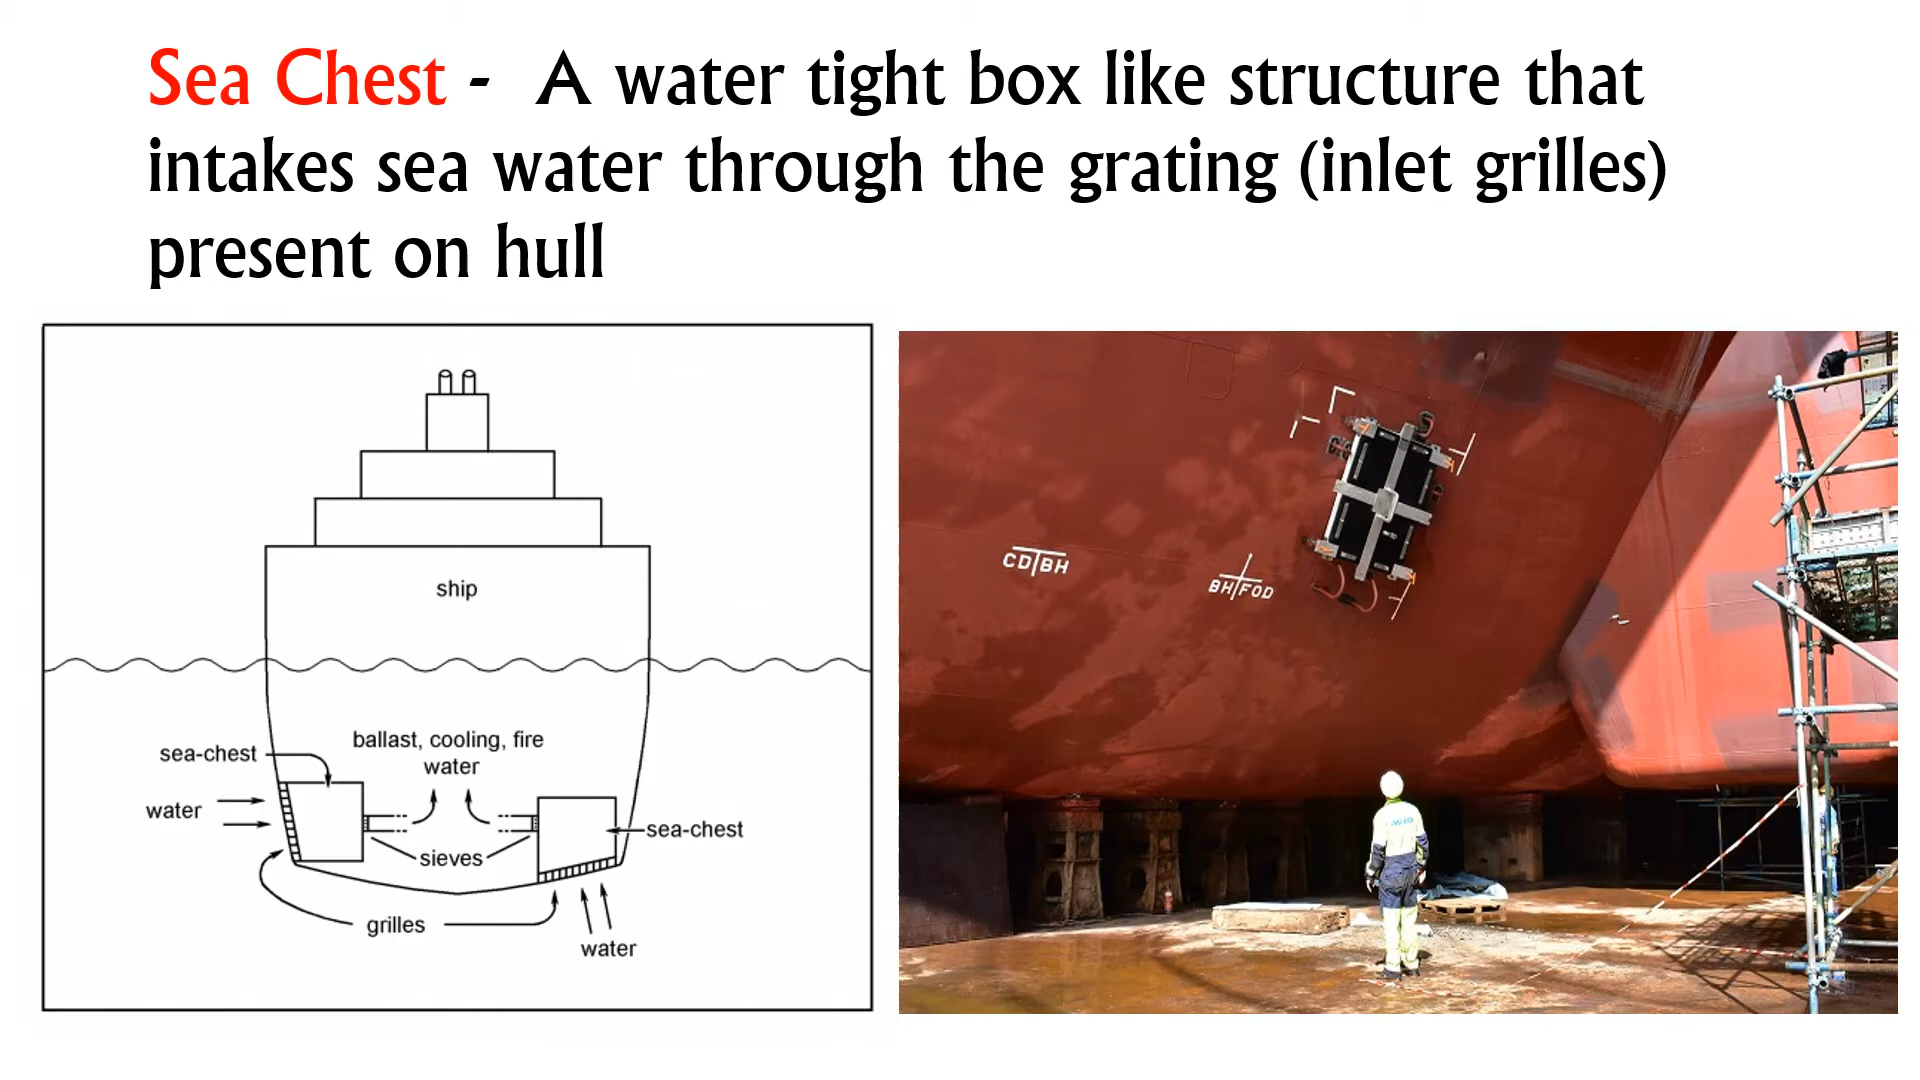 Sea Chest - A water tight box like structure that
intakes sea water through the grating (inlet grilles)
present on hull
ship
ballast, cooling, fire
water
sea-chest
water
sea-chest
sieves
grilles
water
CD BH
BH FOD